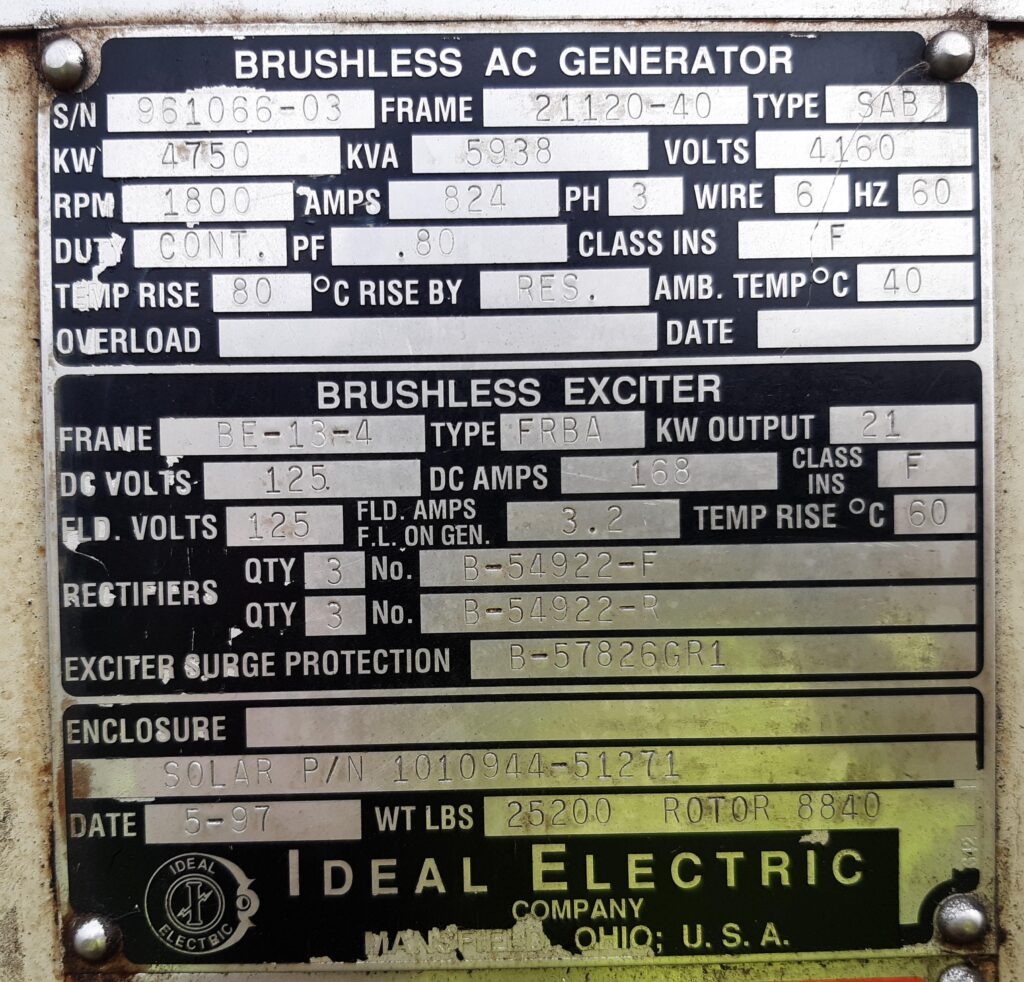 BRUSHLESS AC GENERATOR
S/N 961066-03 FRAME 21120-40 TYPE SAB
KW 4750 KVA 5938 VOLTS 4160
RPM 1800 AMPS 824 PH 3 WIRE 6 HZ 60
DUTY CONT. PF .80 CLASS INS F
TEMP RISE 80 °C RISE BY RES. AMB. TEMP °C 40
OVERLOAD DATE
BRUSHLESS EXCITER
FRAME BE-13-4 TYPE FRBA KW OUTPUT 21
DC VOLTS 125 DC AMPS 168 CLASS INS F
FLD. VOLTS 125 FLD. AMPS F.L. ON GEN. 3.2 TEMP RISE °C 60
RECTIFIERS QTY 3 No. B-54922-F
QTY 3 No. B-54922-R
EXCITER SURGE PROTECTION B-57826GR1
ENCLOSURE
SOLAR P/N 1010944-51271
DATE 5-97 WT LBS 25200 ROTOR 8840
IDEAL ELECTRIC
IDEAL ELECTRIC
COMPANY
MANSFIELD, OHIO; U. S. A.